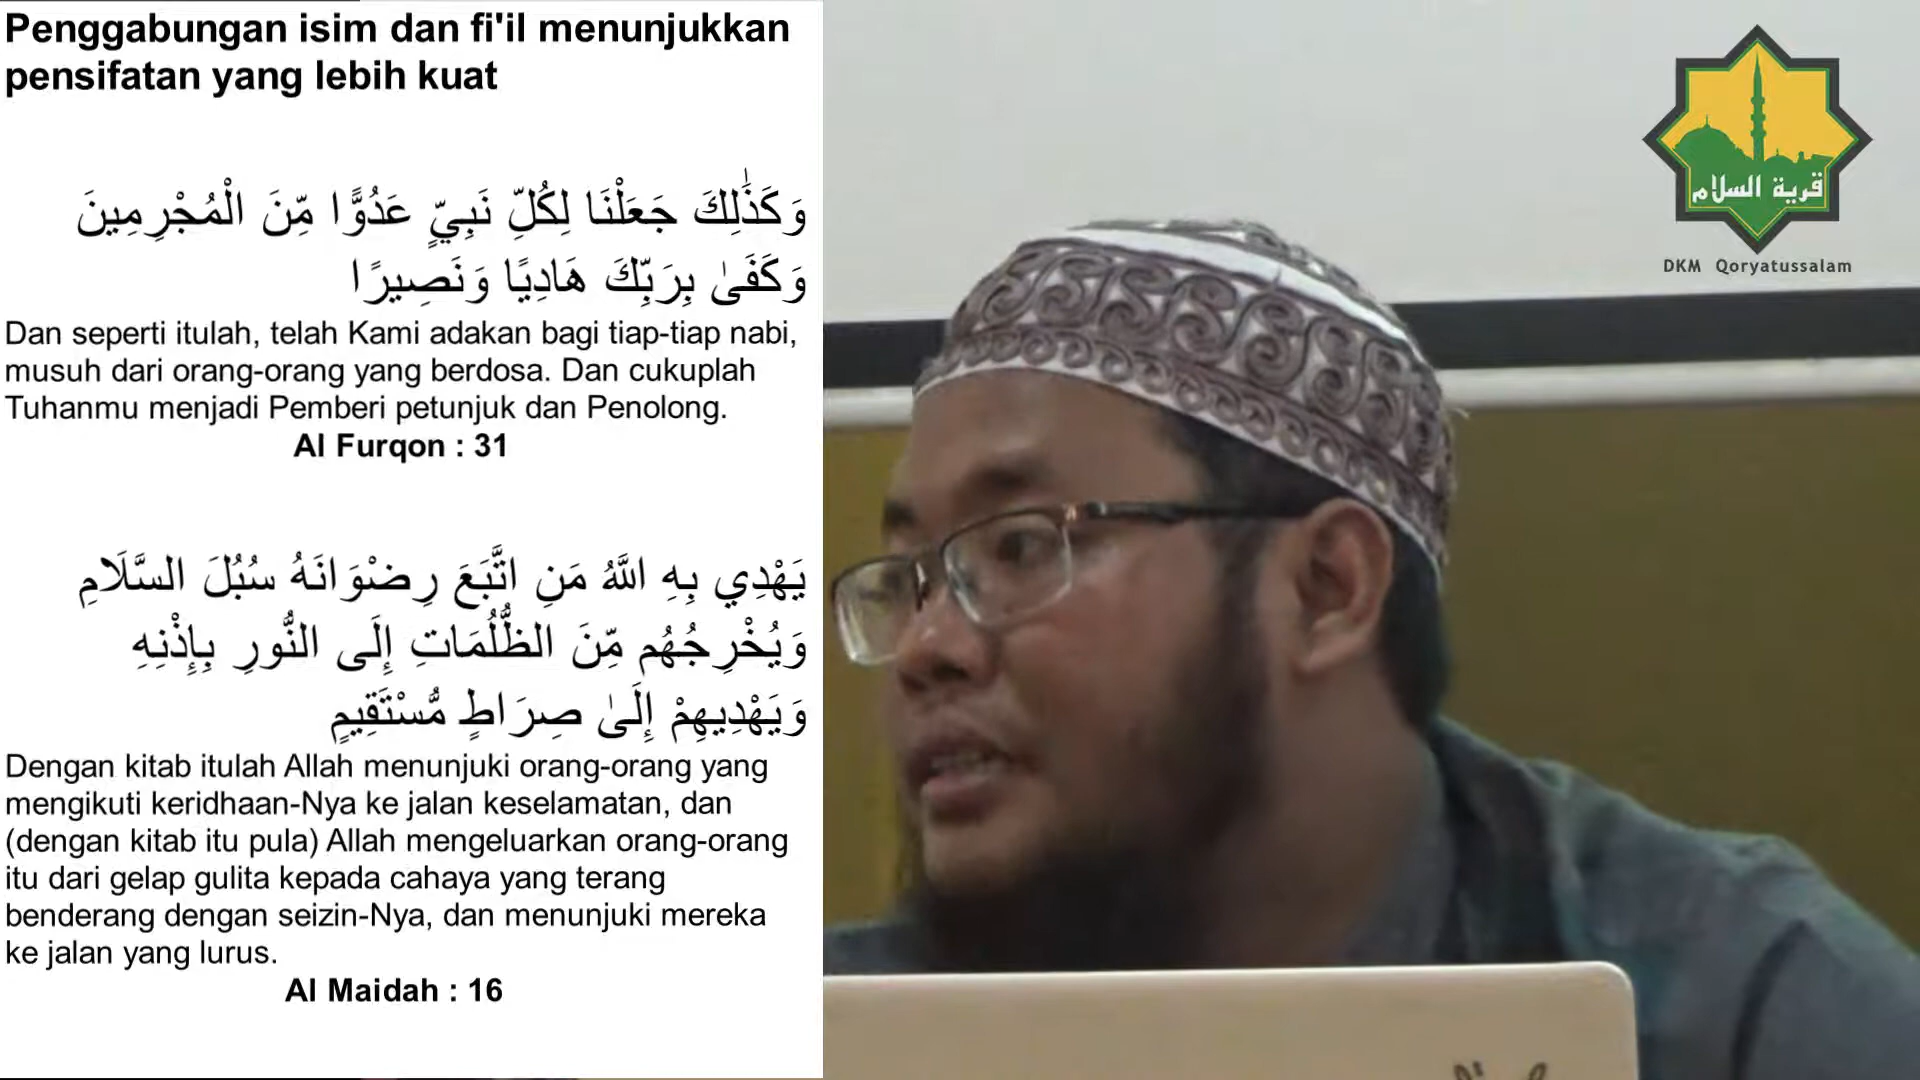 Penggabungan isim dan fi'il menunjukkan
pensifatan yang lebih kuat
وَكَذَٰلِكَ جَعَلْنَا لِكُلِّ نَبِيٍّ عَدُوًّا مِّنَ الْمُجْرِمِينَ
وَكَفَىٰ بِرَبِّكَ هَادِيًا وَنَصِيرًا
Dan seperti itulah, telah Kami adakan bagi tiap-tiap nabi,
musuh dari orang-orang yang berdosa. Dan cukuplah
Tuhanmu menjadi Pemberi petunjuk dan Penolong.
Al Furqon : 31
يَهْدِي بِهِ اللَّهُ مَنِ اتَّبَعَ رِضْوَانَهُ سُبُلَ السَّلَامِ
وَيُخْرِجُهُم مِّنَ الظُّلُمَاتِ إِلَى النُّورِ بِإِذْنِهِ
وَيَهْدِيهِمْ إِلَىٰ صِرَاطٍ مُّسْتَقِيمٍ
Dengan kitab itulah Allah menunjuki orang-orang yang
mengikuti keridhaan-Nya ke jalan keselamatan, dan
(dengan kitab itu pula) Allah mengeluarkan orang-orang
itu dari gelap gulita kepada cahaya yang terang
benderang dengan seizin-Nya, dan menunjuki mereka
ke jalan yang lurus.
Al Maidah : 16
قرية السلام
DKM Qoryatussalam